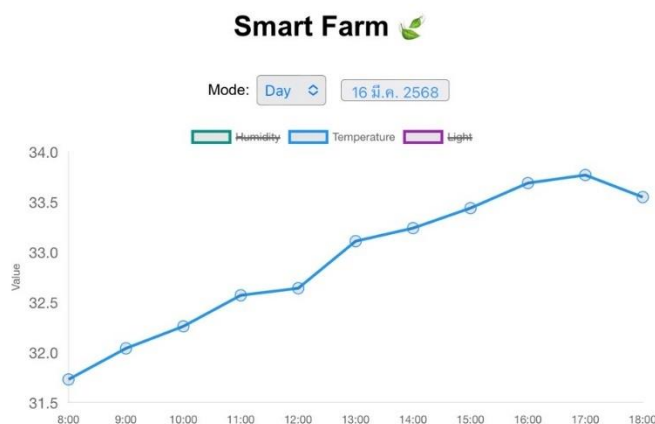 Smart Farm
Mode: Day 16 มี.ค. 2568
Humidity Temperature Light
Value
34.0
33.5
33.0
32.5
32.0
31.5
8:00 9:00 10:00 11:00 12:00 13:00 14:00 15:00 16:00 17:00 18:00